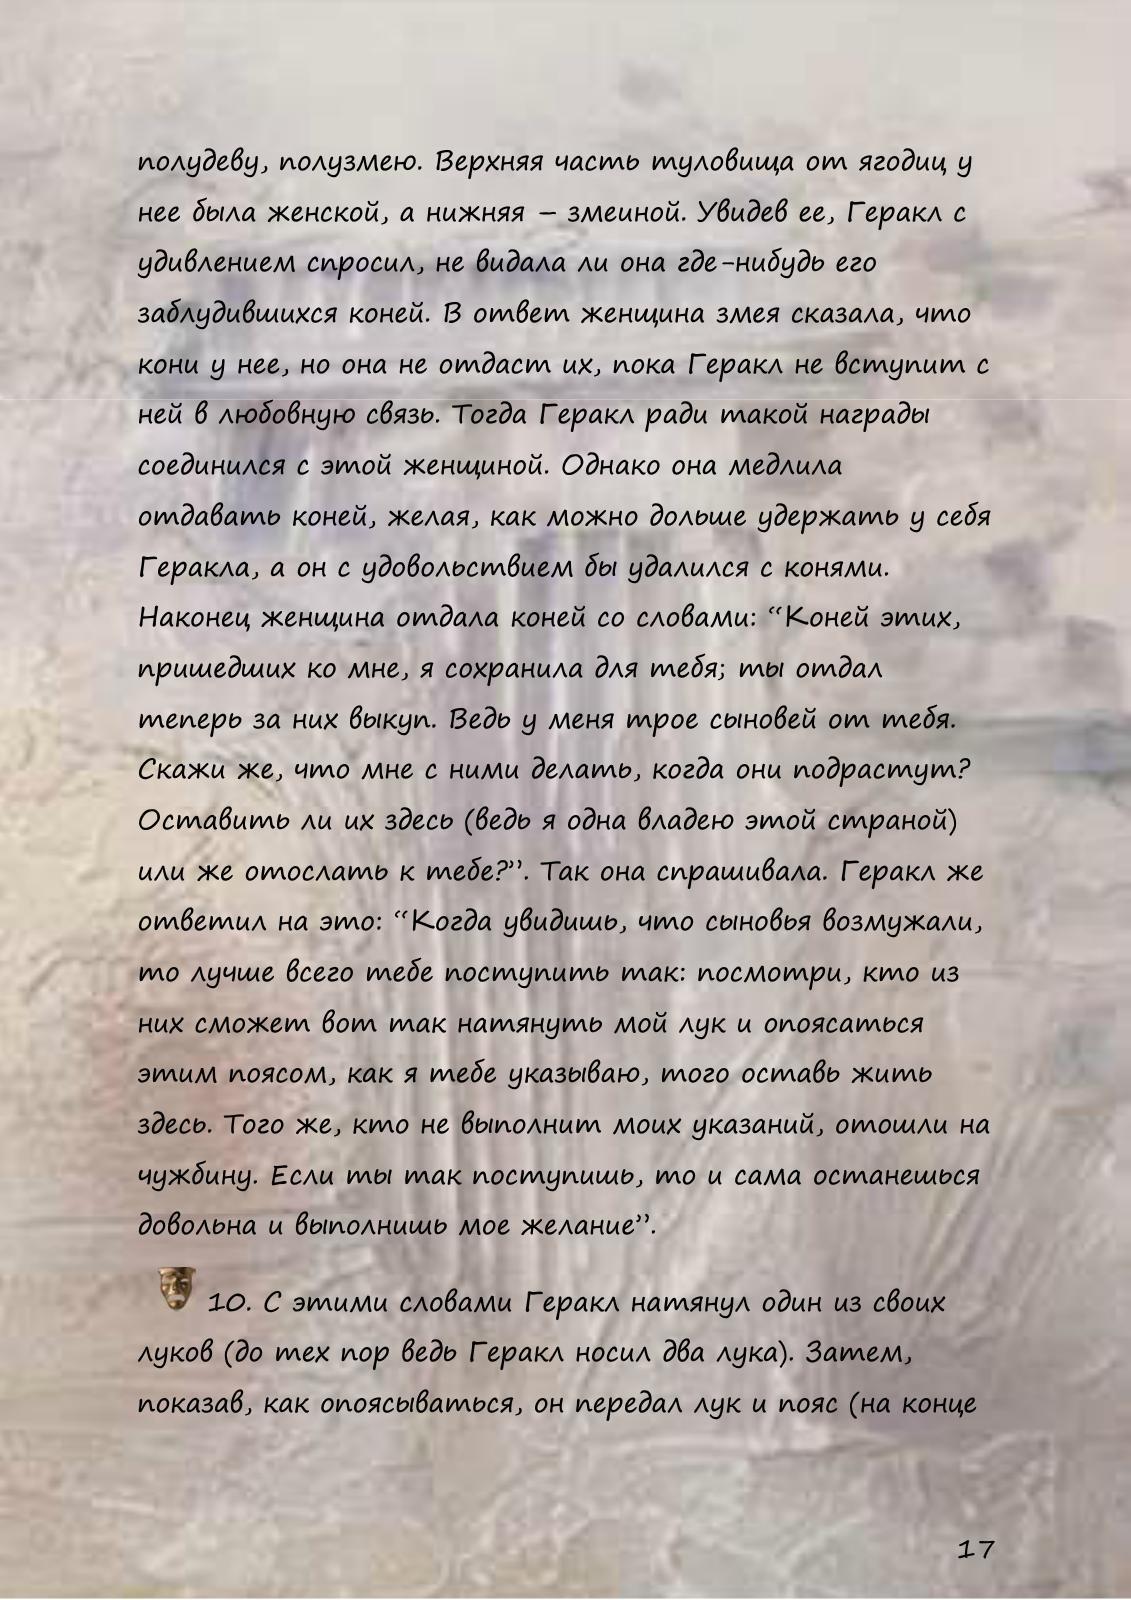 полудеву, полузмею. Верхняя часть туловища от ягодиц у
нее была женской, а нижняя – змеиной. Увидев ее, Геракл с
удивлением спросил, не видала ли она где-нибудь его
заблудившихся коней. В ответ женщина змея сказала, что
кони у нее, но она не отдаст их, пока Геракл не вступит с
ней в любовную связь. Тогда Геракл ради такой награды
соединился с этой женщиной. Однако она медлила
отдавать коней, желая, как можно дольше удержать у себя
Геракла, а он с удовольствием бы удалился с конями.
Наконец женщина отдала коней со словами: “Коней этих,
пришедших ко мне, я сохранила для тебя; ты отдал
теперь за них выкуп. Ведь у меня трое сыновей от тебя.
Скажи же, что мне с ними делать, когда они подрастут?
Оставить ли их здесь (ведь я одна владею этой страной)
или же отослать к тебе?”. Так она спрашивала. Геракл же
ответил на это: “Когда увидишь, что сыновья возмужали,
то лучше всего тебе поступить так: посмотри, кто из
них сможет вот так натянуть мой лук и опоясаться
этим поясом, как я тебе указываю, того оставь жить
здесь. Того же, кто не выполнит моих указаний, отошли на
чужбину. Если ты так поступишь, то и сама останешься
довольна и выполнишь мое желание”.
10. С этими словами Геракл натянул один из своих
луков (до тех пор ведь Геракл носил два лука). Затем,
показав, как опоясываться, он передал лук и пояс (на конце
17